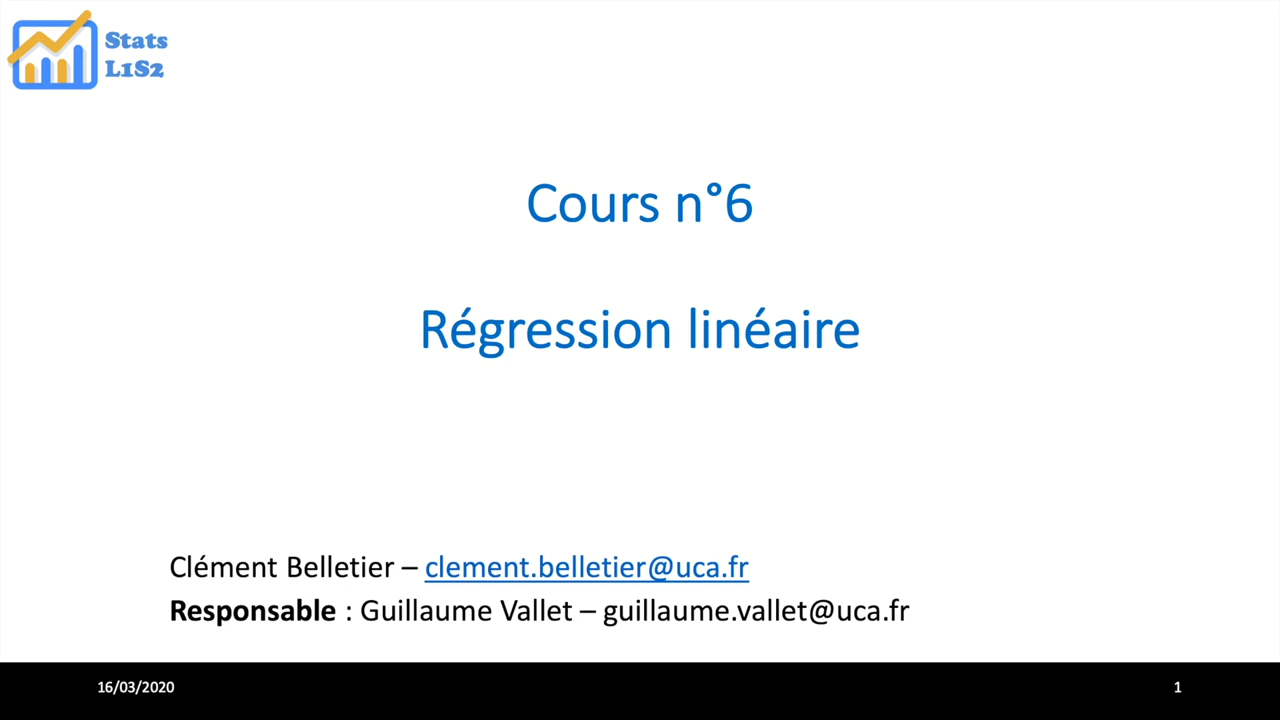 Stats
L1S2
Cours n°6
Régression linéaire
Clément Belletier – clement.belletier@uca.fr
Responsable : Guillaume Vallet – guillaume.vallet@uca.fr
16/03/2020
1